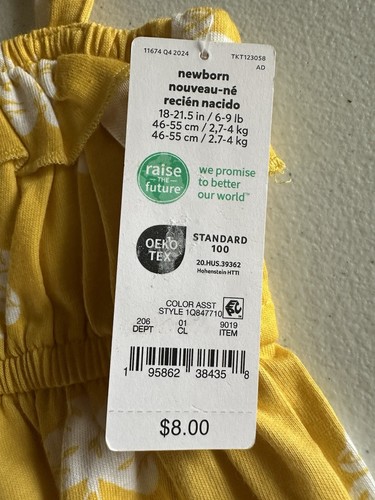 11674 Q4 2024 TKT123058
AD
newborn
nouveau-né
recién nacido
18-21.5 in / 6-9 lb
46-55 cm / 2,7-4 kg
46-55 cm / 2.7-4 kg
raise
THE
future
we promise
to better
our world™
OEKO
TEX
STANDARD
100
20.HUS.39362
Hohenstein HTTI
COLOR ASST
STYLE 1Q847710
206 01 9019
DEPT CL ITEM
1 95862 38435 8
$8.00